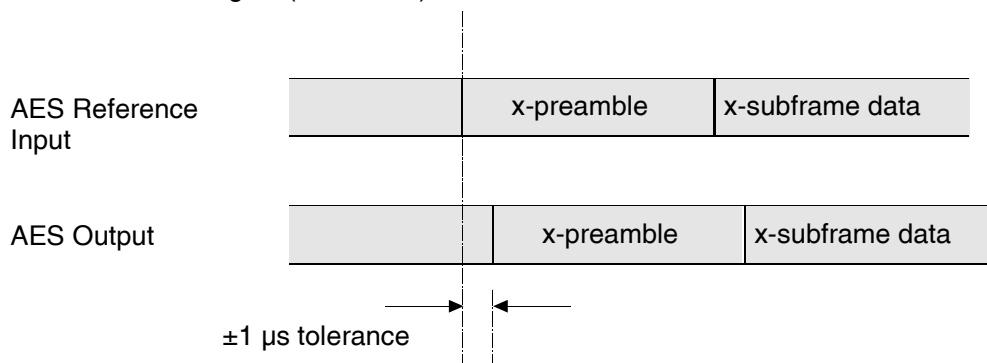 AES Reference
Input
x-preamble
x-subframe data
AES Output
x-preamble
x-subframe data
±1 µs tolerance